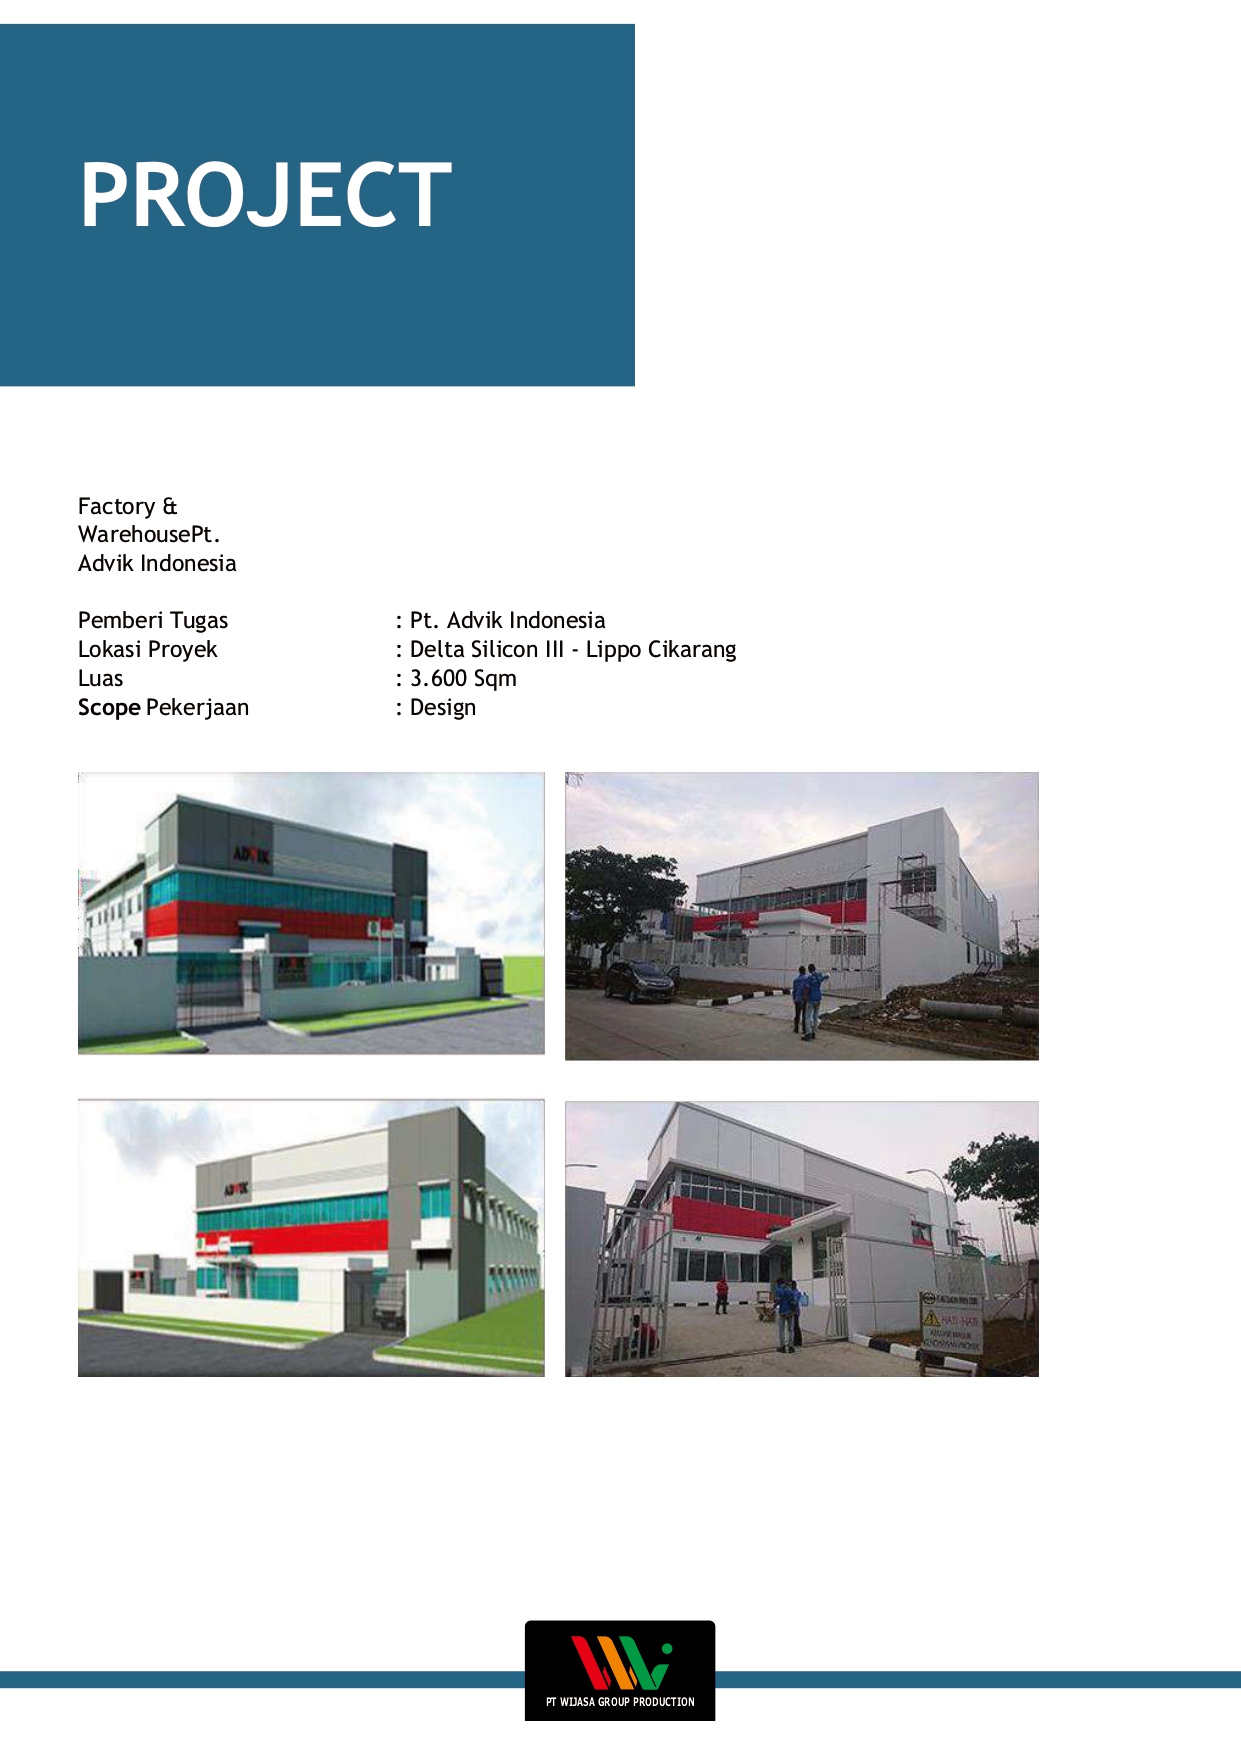 PROJECT
Factory &
WarehousePt.
Advik Indonesia
Pemberi Tugas : Pt. Advik Indonesia
Lokasi Proyek : Delta Silicon III - Lippo Cikarang
Luas : 3.600 Sqm
Scope Pekerjaan : Design
ADVIK
ADVIK
HATI-HATI
KELUAR MASUK
KENDARAAN PROYEK
PT WIJASA GROUP PRODUCTION